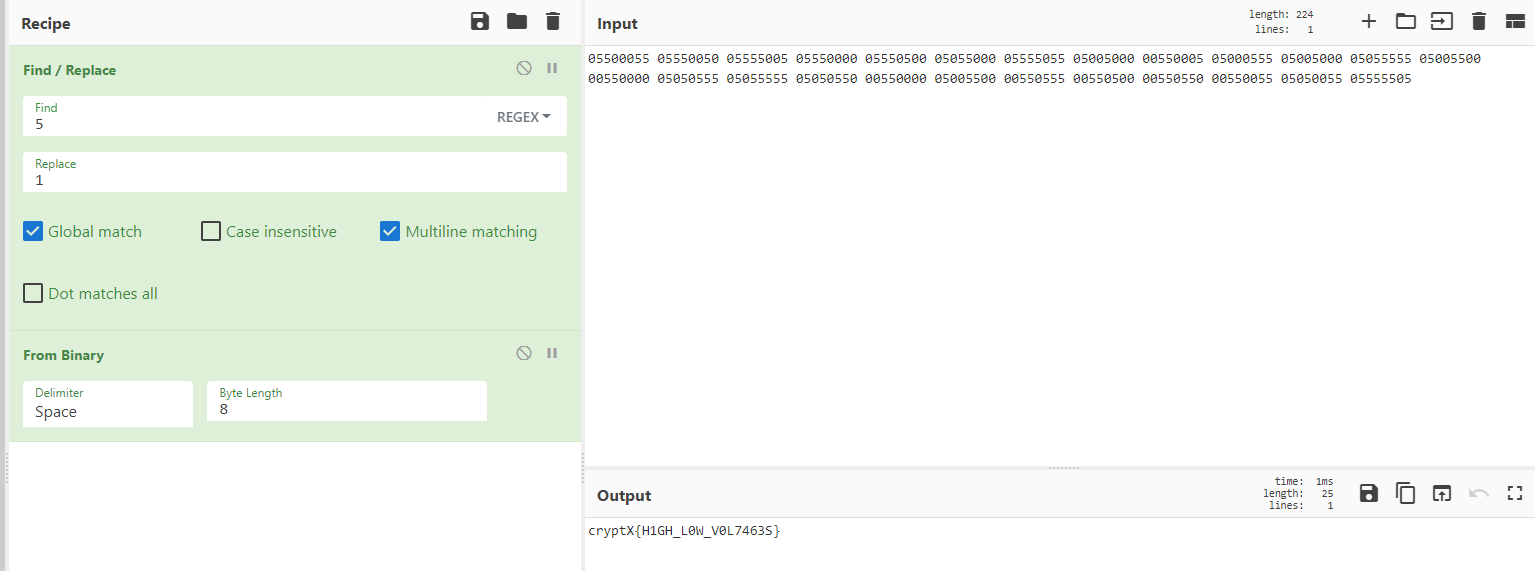 Recipe
Find / Replace
Find
5
REGEX
Replace
1
Global match
Case insensitive
Multiline matching
Dot matches all
From Binary
Delimiter
Space
Byte Length
8
Input
length: 224
lines: 1
05500055 05550050 05555005 05550000 05550500 05055000 05555055 05005000 00550005 05000555 05005000 05055555 05005500
00550000 05050555 05055555 05050550 00550000 05005500 00550555 00550500 00550550 00550055 05050055 05555505
Output
time: 1ms
length: 25
lines: 1
cryptX{H1GH_L0W_V0L7463S}